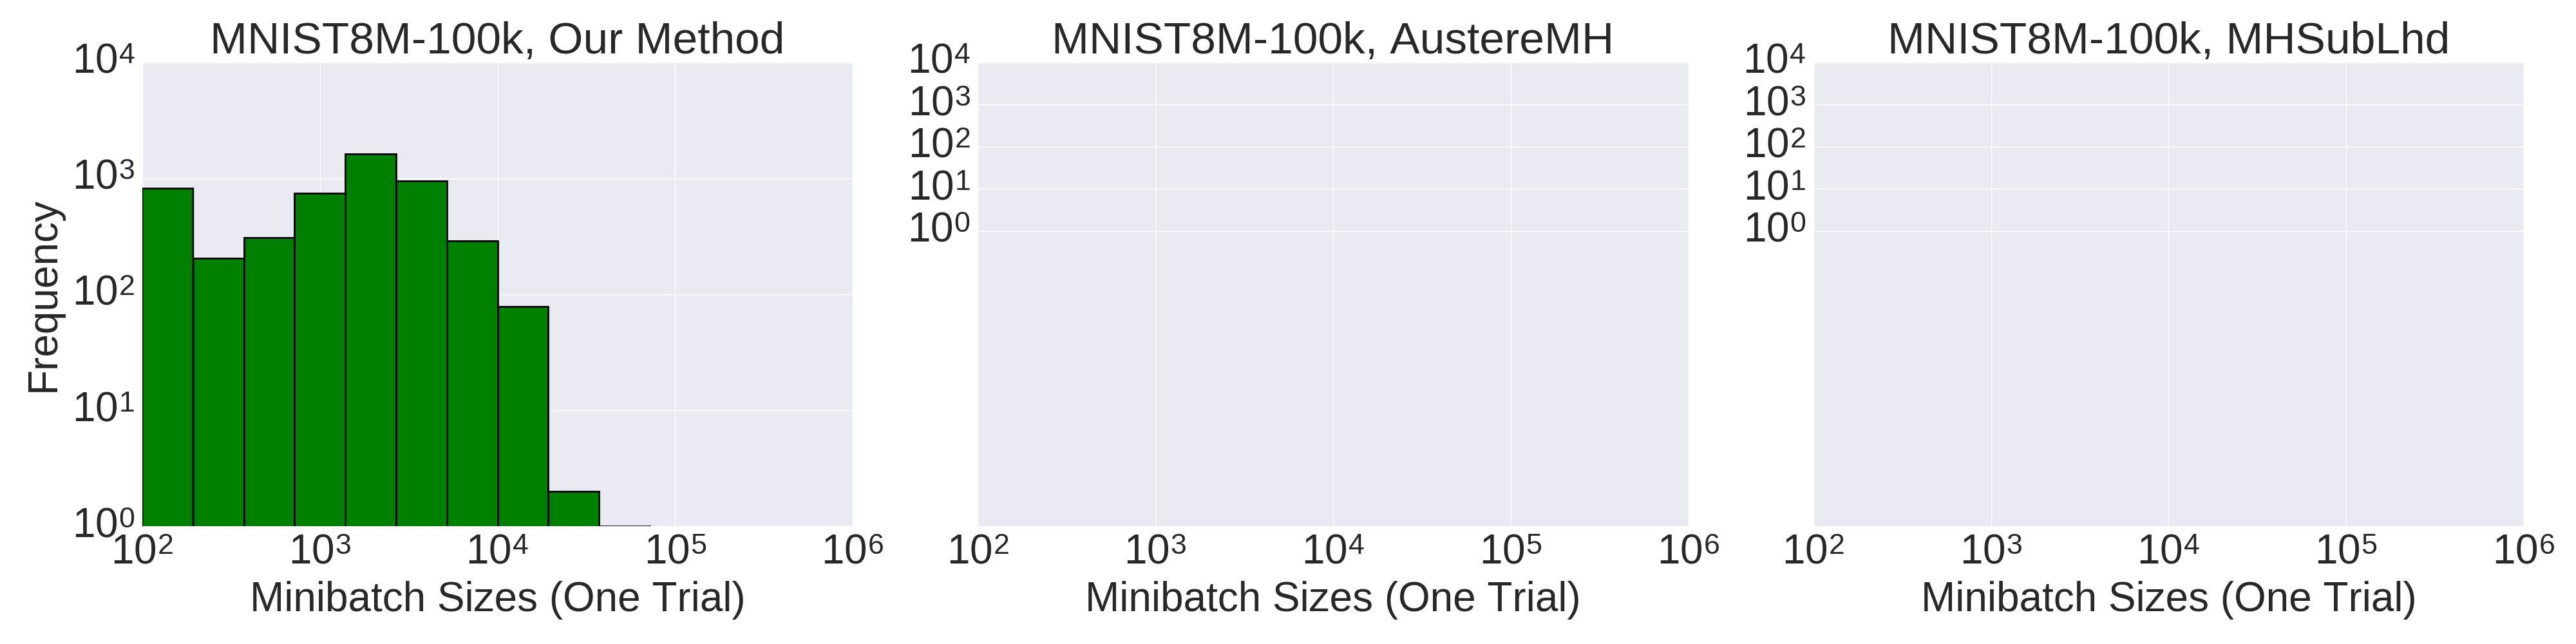 MNIST8M-100k, Our Method
10⁴
10³
10²
10¹
10⁰
Frequency
10² 10³ 10⁴ 10⁵ 10⁶
Minibatch Sizes (One Trial)
MNIST8M-100k, AustereMH
10⁴
10³
10²
10¹
10⁰
10² 10³ 10⁴ 10⁵ 10⁶
Minibatch Sizes (One Trial)
MNIST8M-100k, MHSubLhd
10⁴
10³
10²
10¹
10⁰
10² 10³ 10⁴ 10⁵ 10⁶
Minibatch Sizes (One Trial)